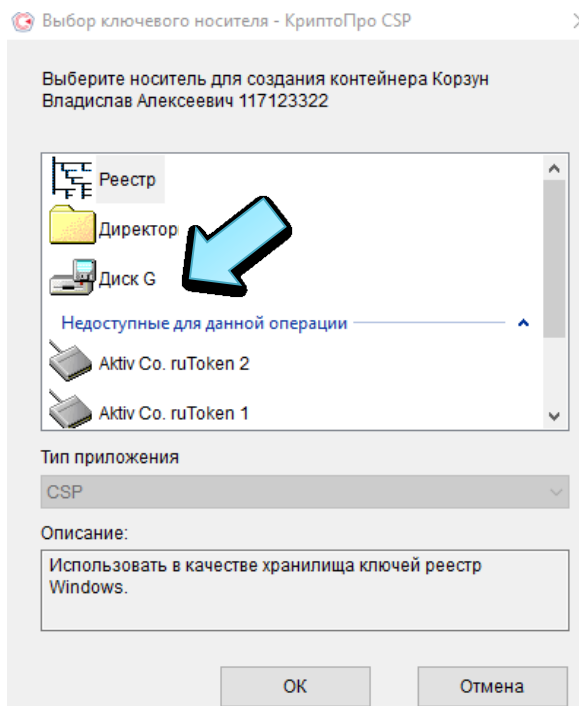 Выбор ключевого носителя - КриптоПро CSP
Выберите носитель для создания контейнера Корзун
Владислав Алексеевич 117123322
Реестр
Директор
Диск G
Недоступные для данной операции
Aktiv Co. ruToken 2
Aktiv Co. ruToken 1
Тип приложения
CSP
Описание:
Использовать в качестве хранилища ключей реестр
Windows.
ОК
Отмена